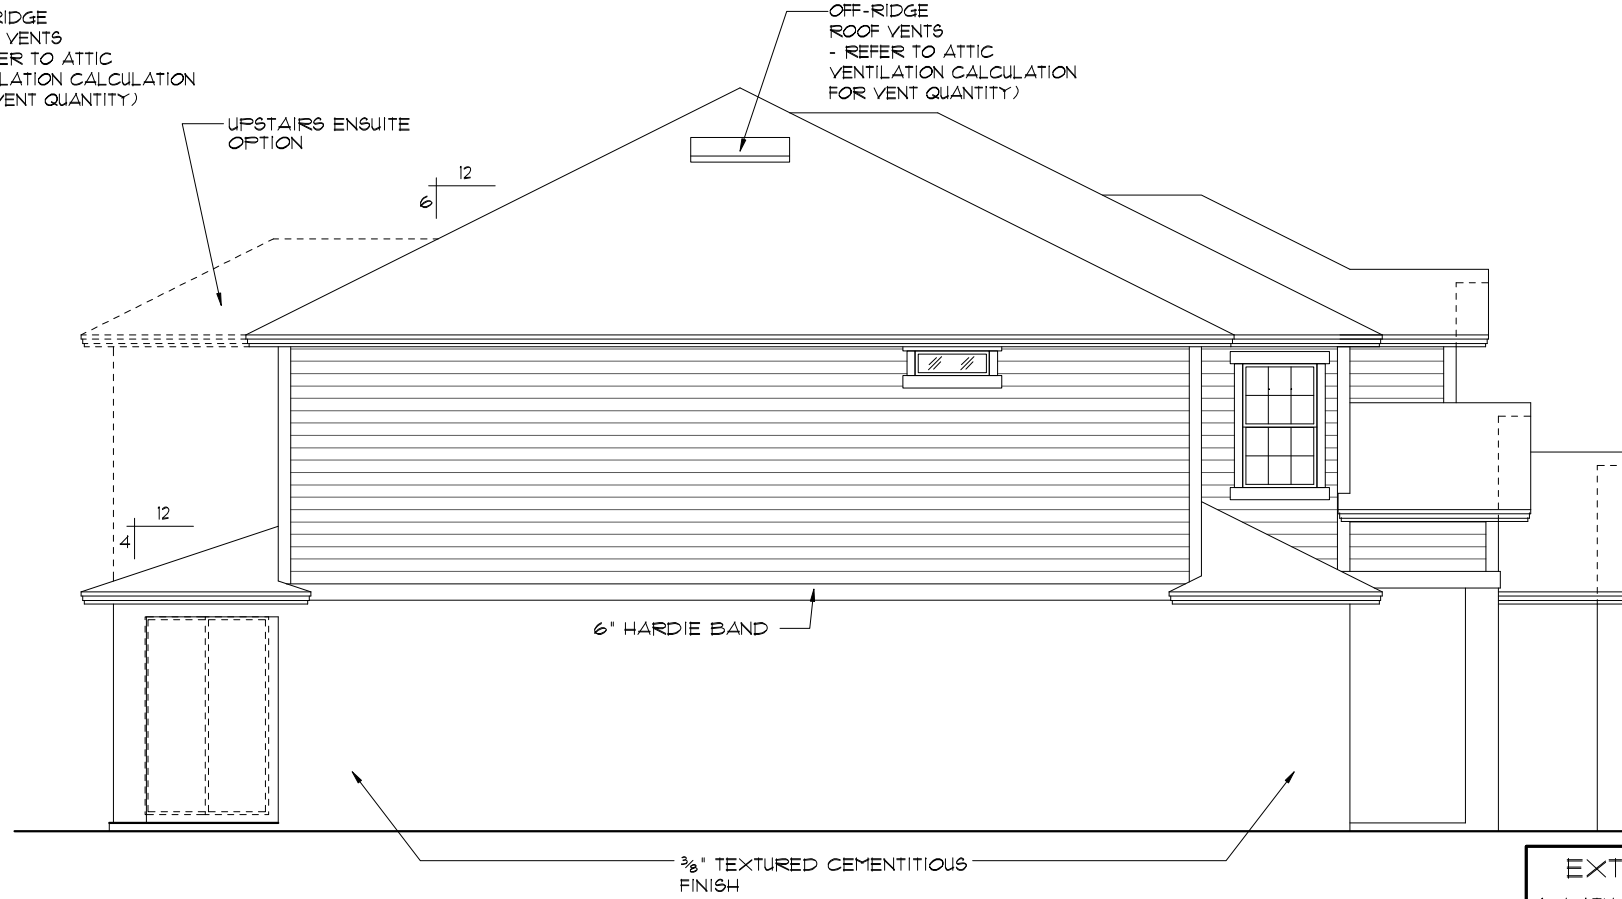 RIDGE
VENTS
ER TO ATTIC
LATION CALCULATION
VENT QUANTITY)
OFF-RIDGE
ROOF VENTS
- REFER TO ATTIC
VENTILATION CALCULATION
FOR VENT QUANTITY)
UPSTAIRS ENSUITE
OPTION
12
6
12
4
6" HARDIE BAND
⅜" TEXTURED CEMENTITIOUS
FINISH
EXT